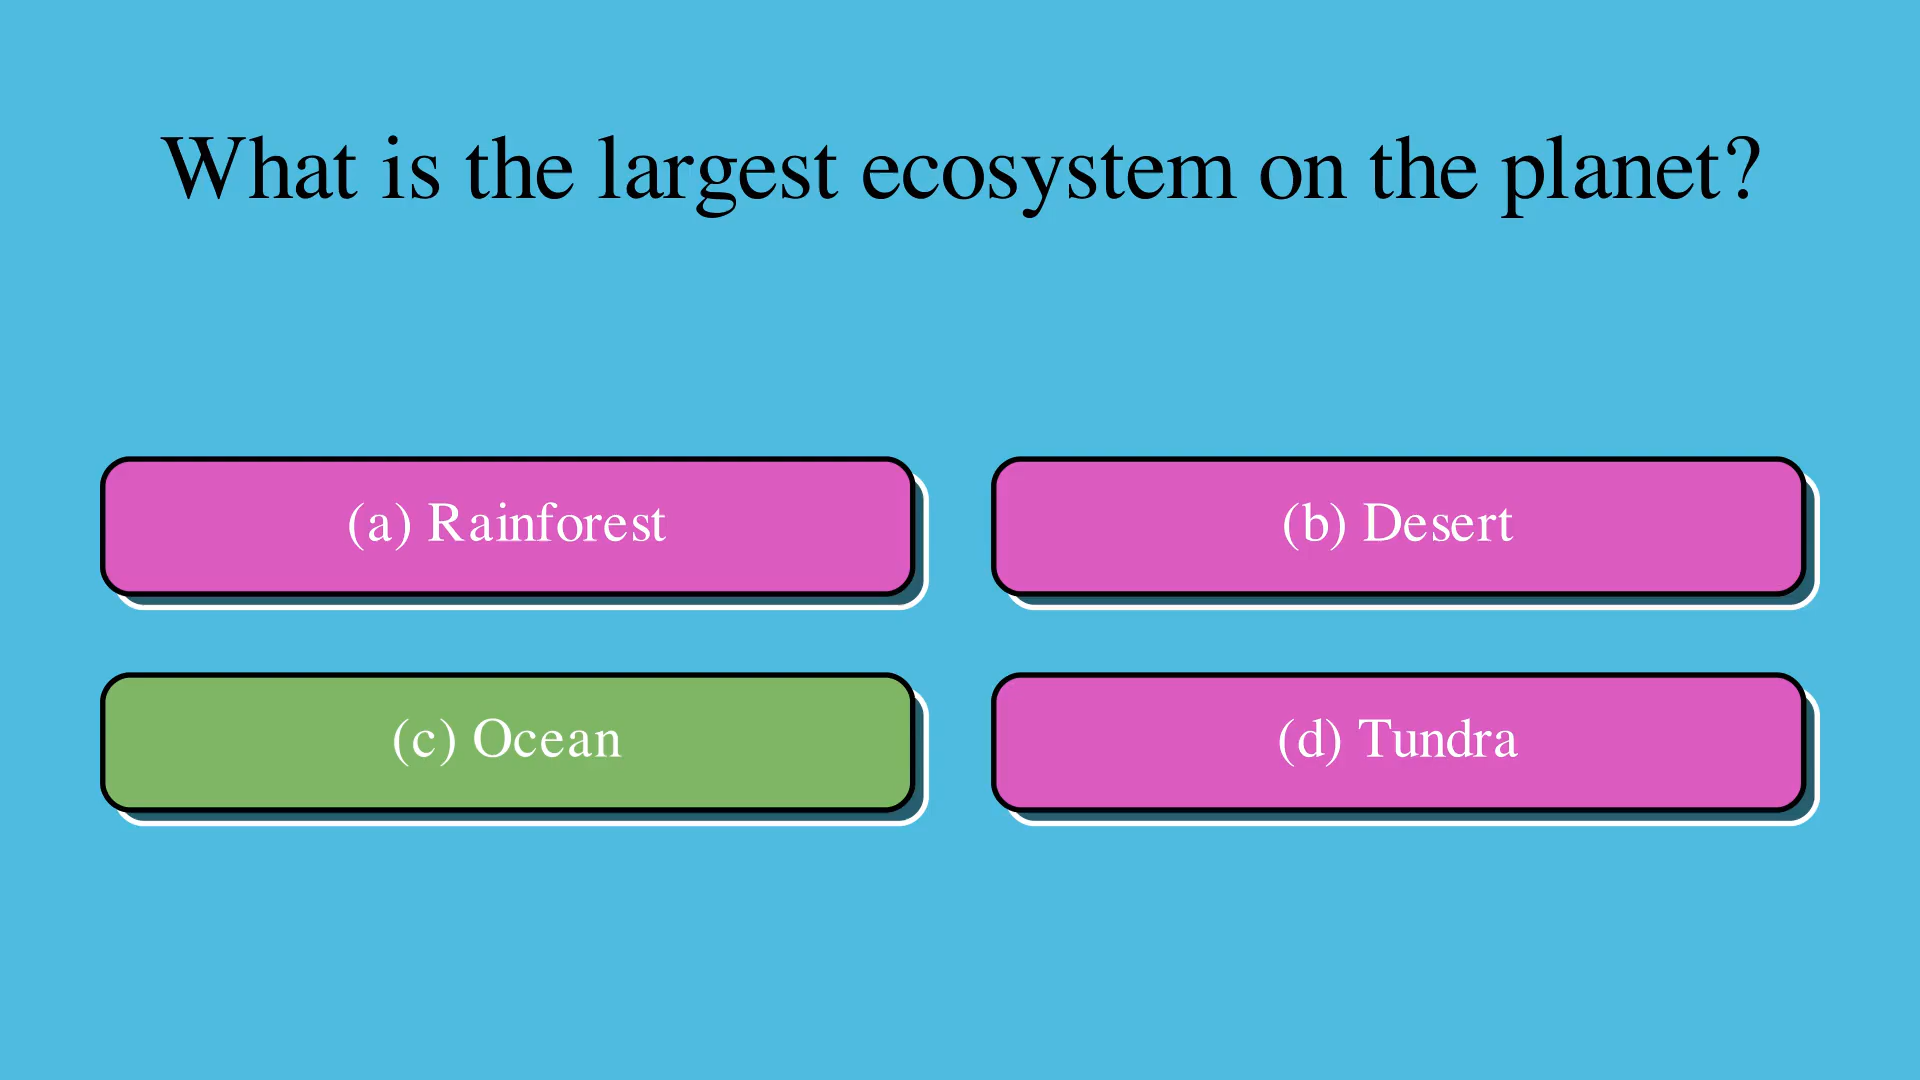 What is the largest ecosystem on the planet?
(a) Rainforest
(b) Desert
(c) Ocean
(d) Tundra